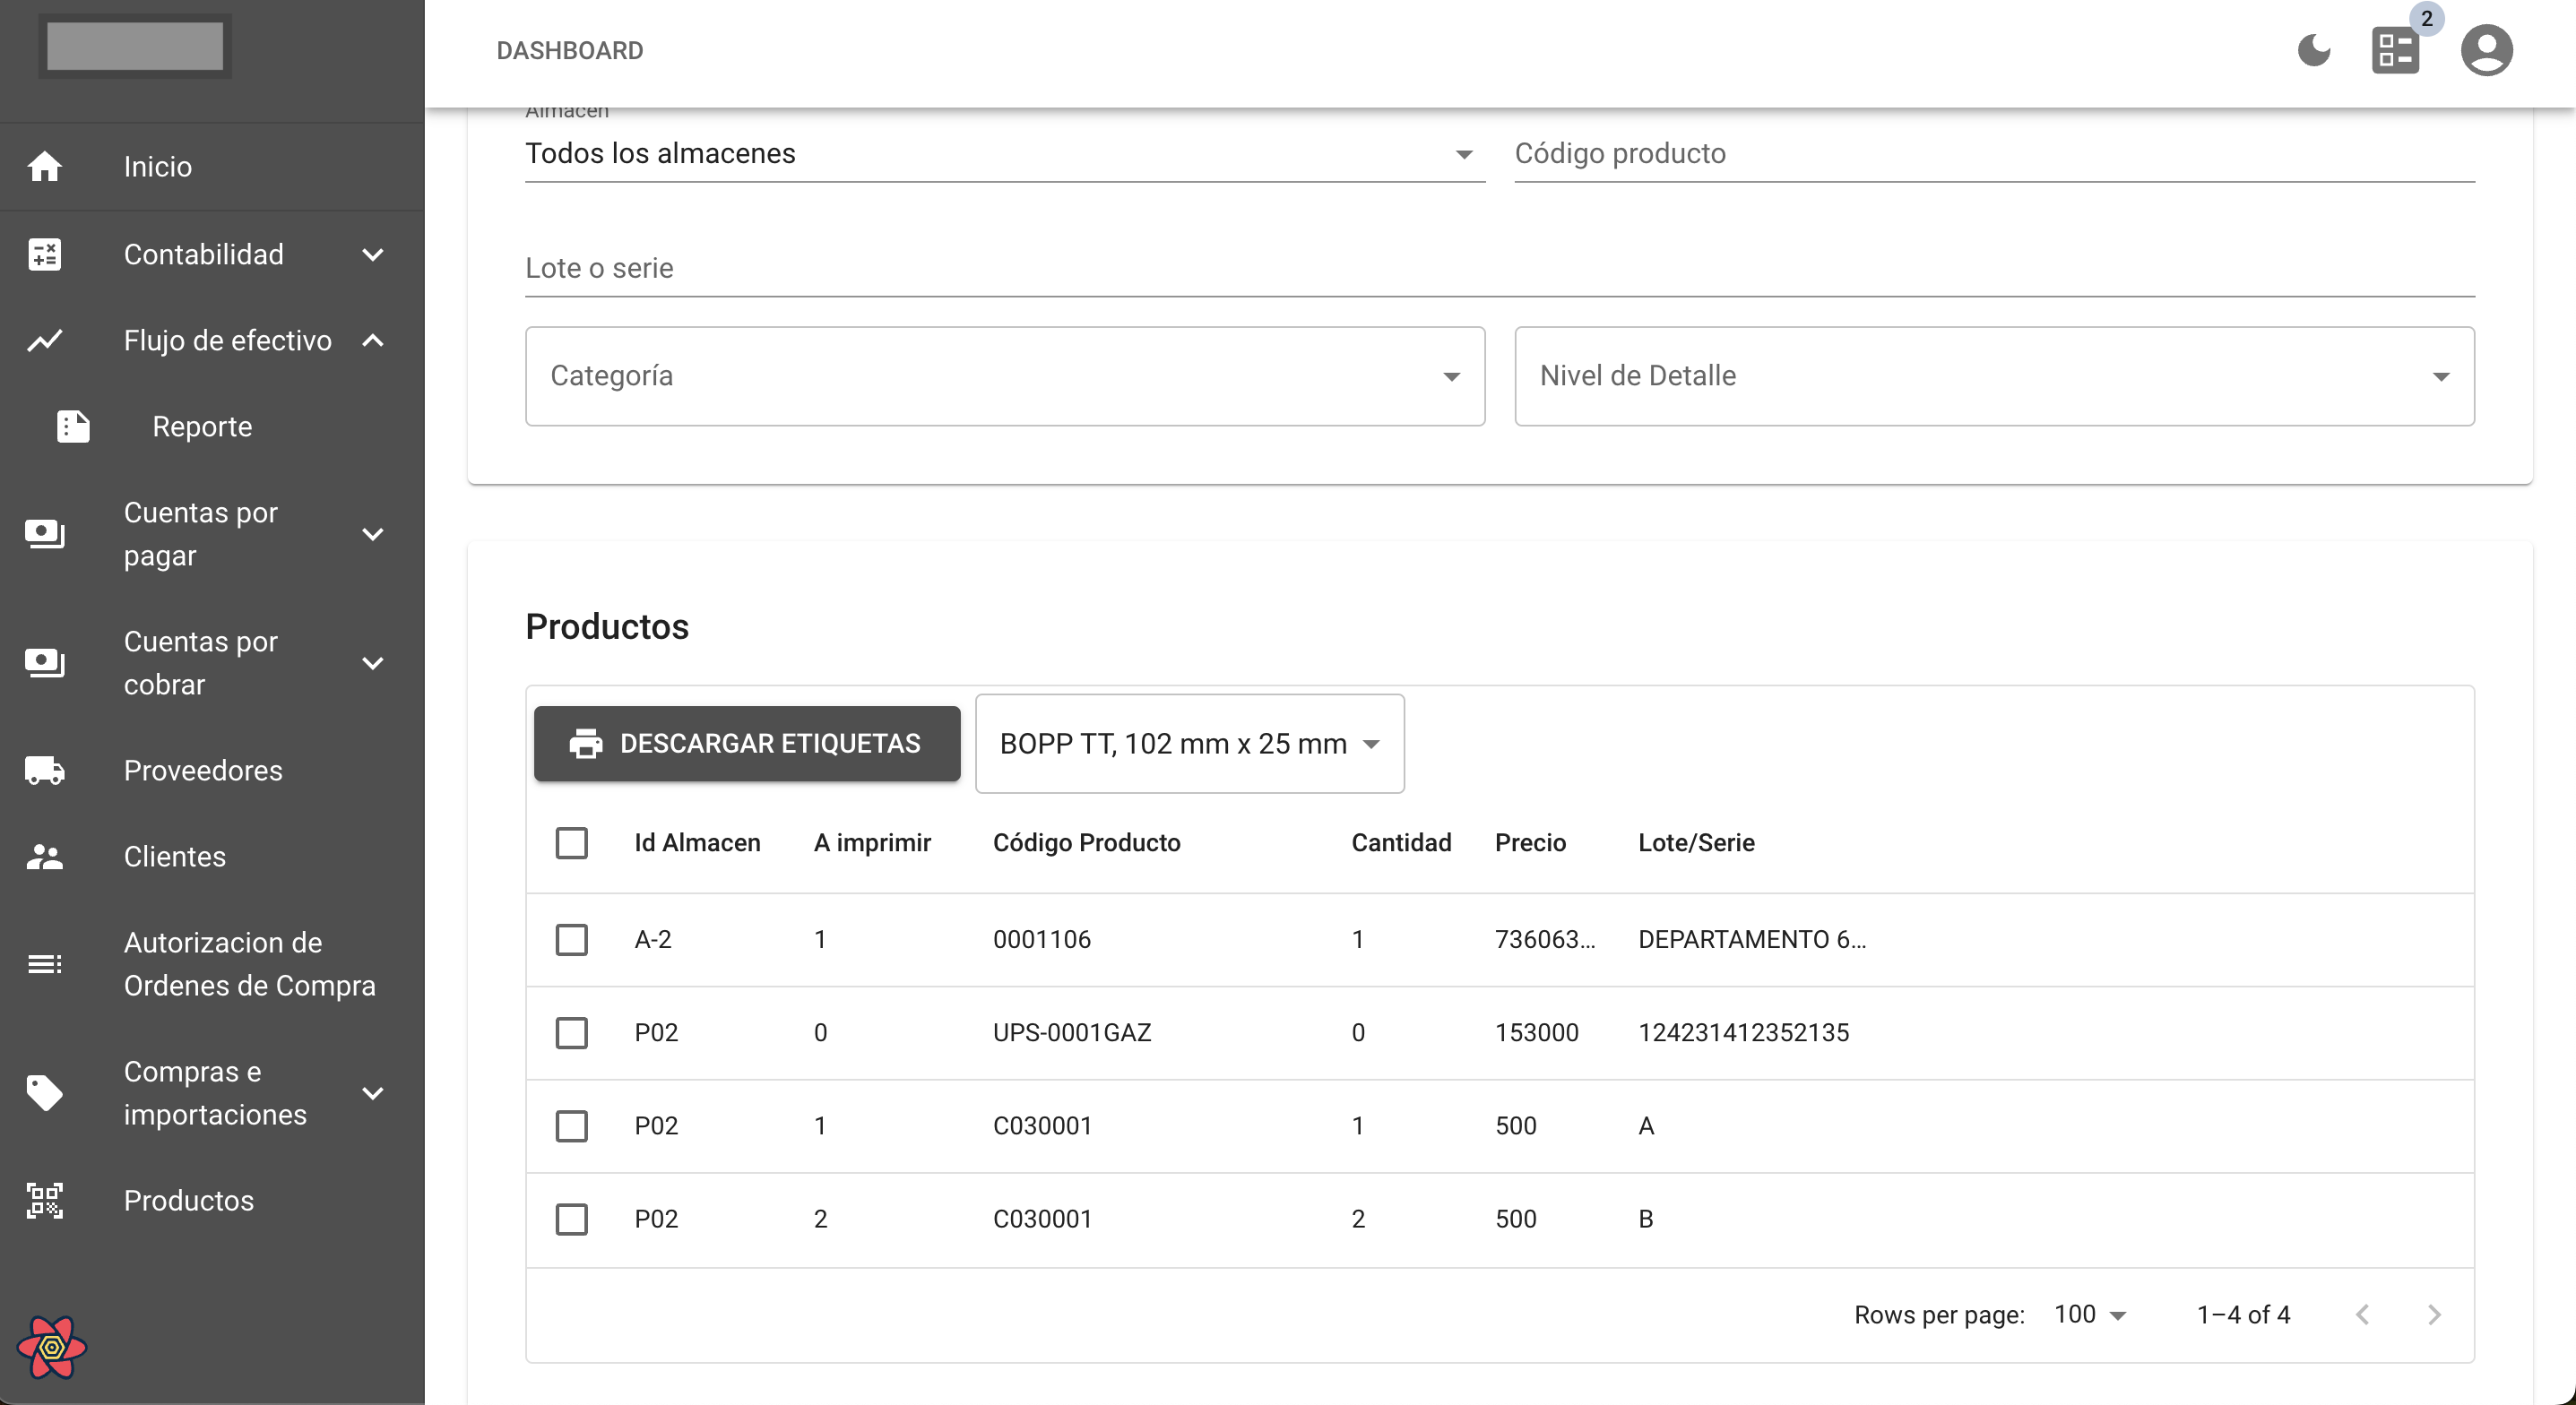 DASHBOARD
2
Inicio
Contabilidad
Flujo de efectivo
Reporte
Cuentas por
pagar
Cuentas por
cobrar
Proveedores
Clientes
Autorizacion de
Ordenes de Compra
Compras e
importaciones
Productos
Almacen
Todos los almacenes
Código producto
Lote o serie
Categoría
Nivel de Detalle
Productos
DESCARGAR ETIQUETAS
BOPP TT, 102 mm x 25 mm
Id Almacen A imprimir Código Producto Cantidad Precio Lote/Serie
A-2 1 0001106 1 736063... DEPARTAMENTO 6...
P02 0 UPS-0001GAZ 0 153000 124231412352135
P02 1 C030001 1 500 A
P02 2 C030001 2 500 B
Rows per page: 100 1–4 of 4